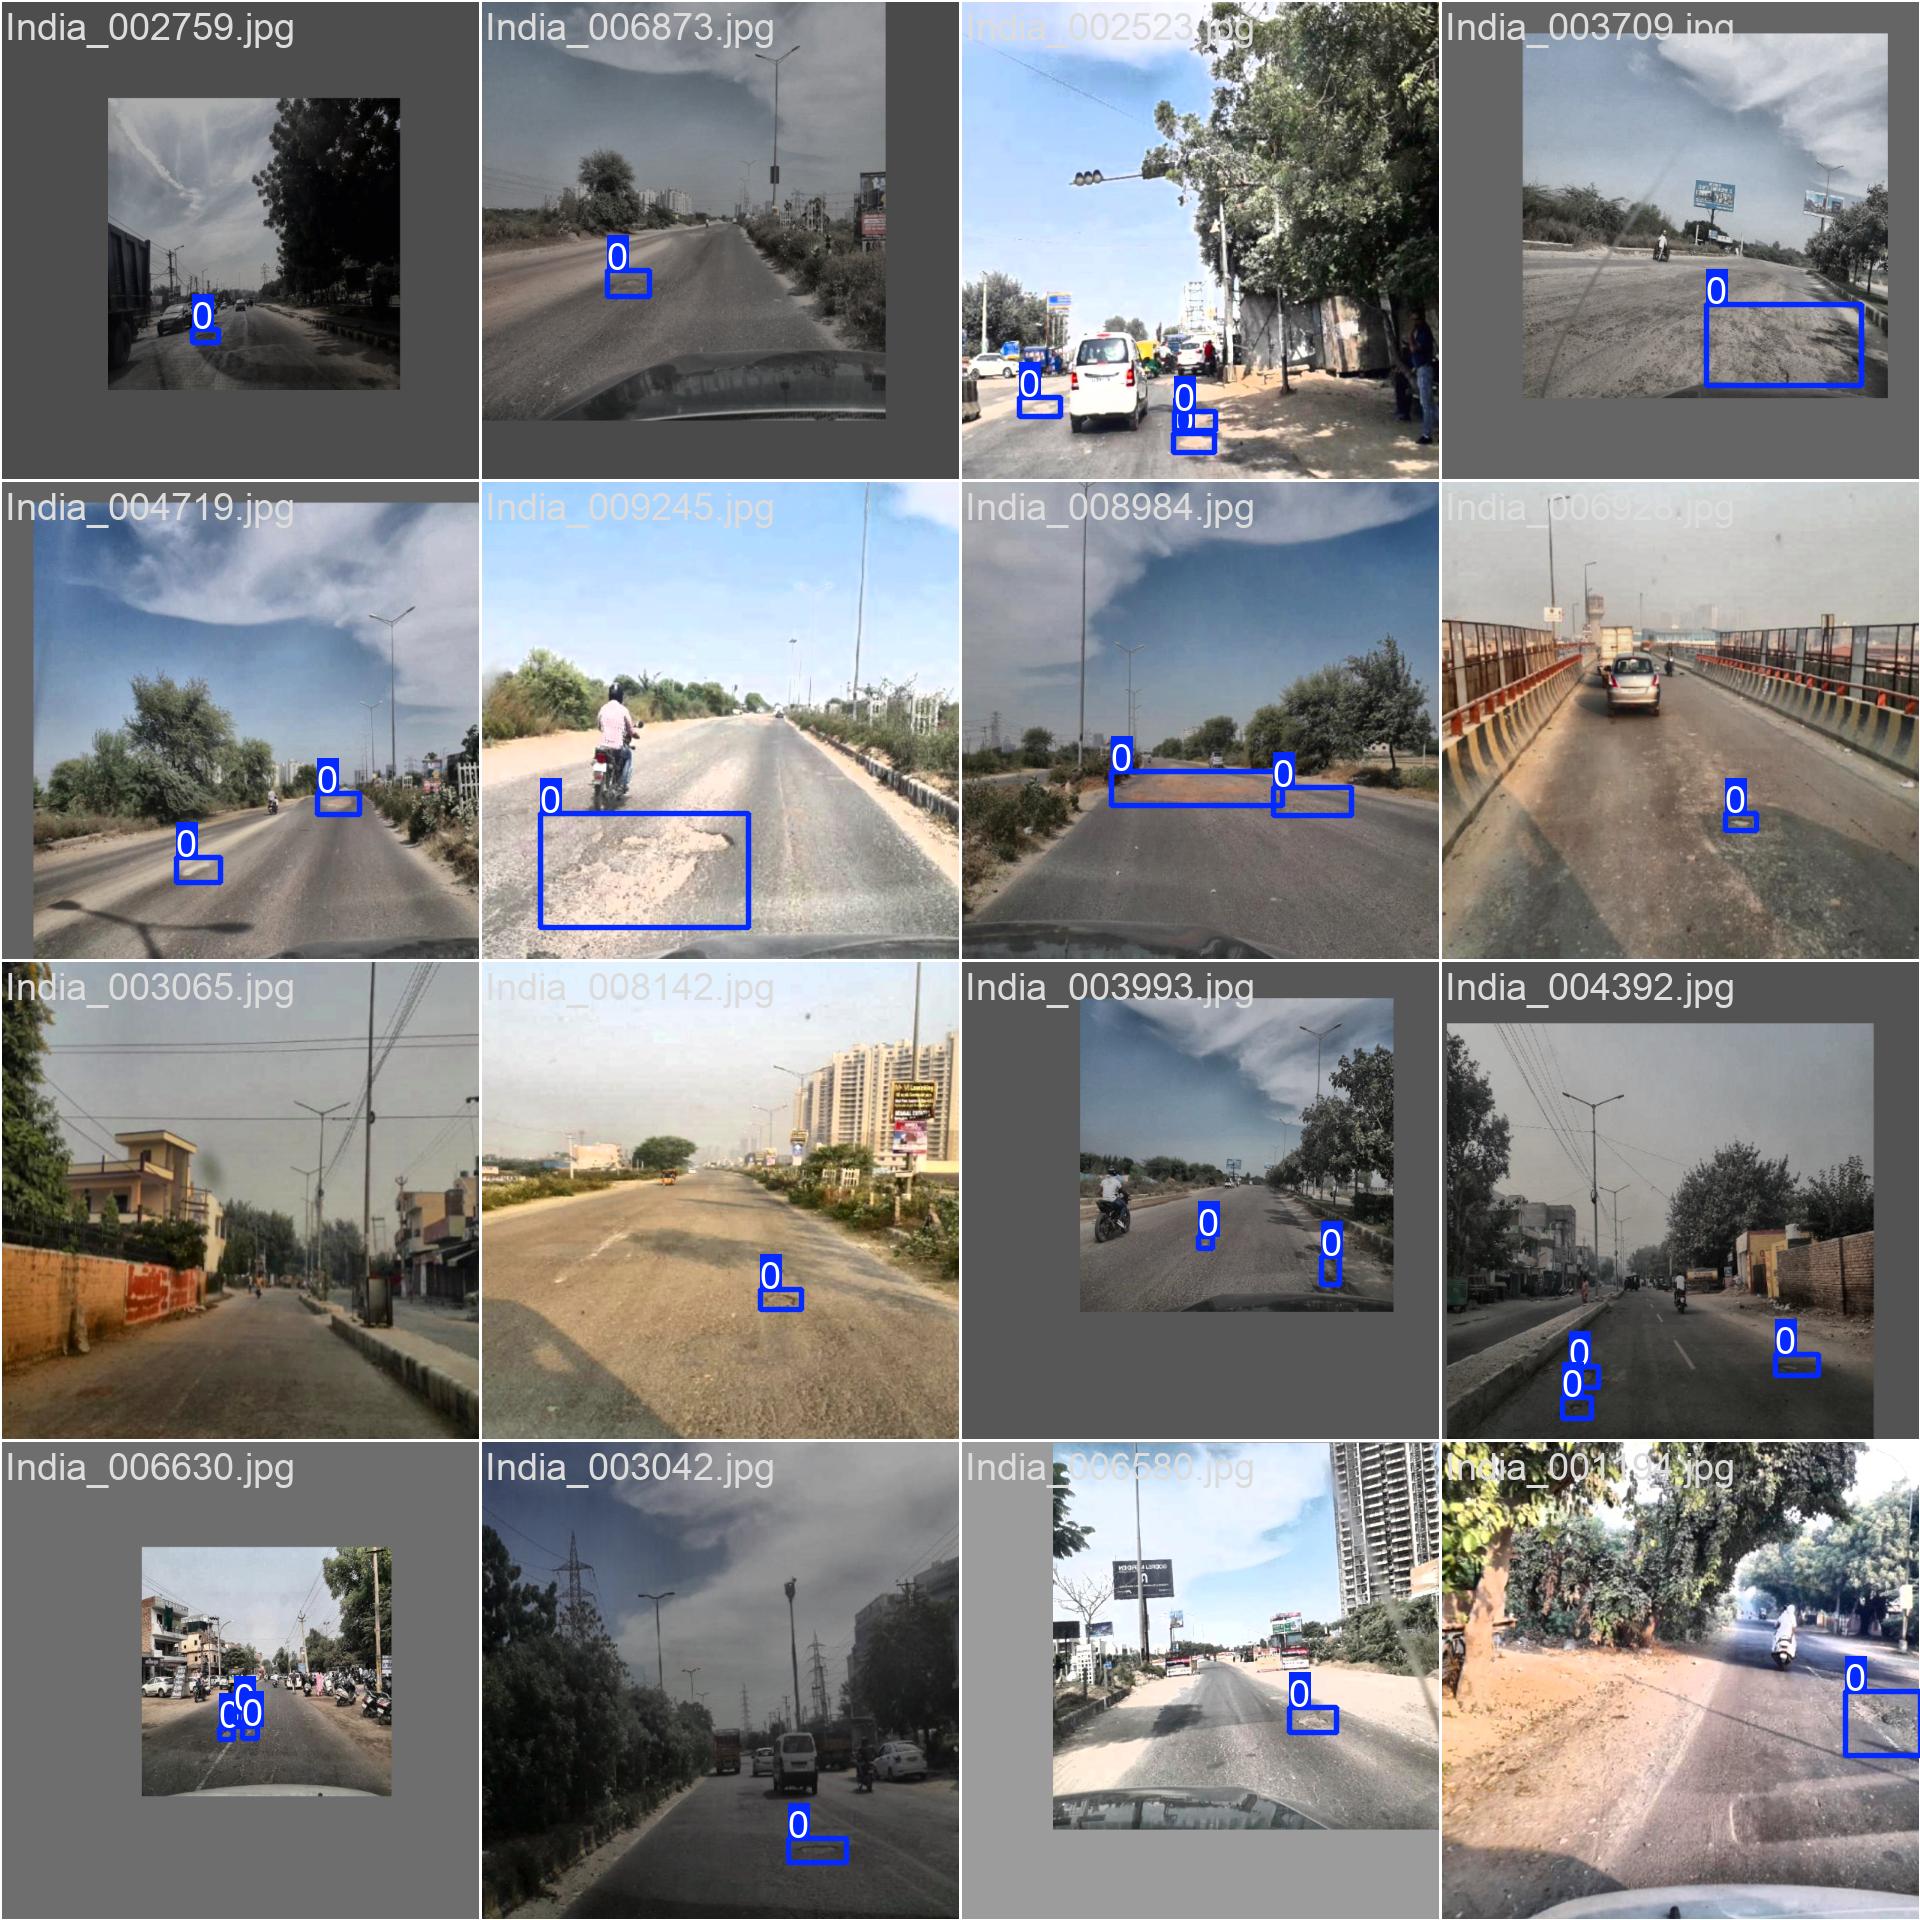 India_002759.jpg
India_006873.jpg
India_002523.jpg
India_003709.jpg
0
0
0
0
0
0
India_004719.jpg
India_009245.jpg
India_008984.jpg
India_006928.jpg
0
0
0
0
0
0
India_003065.jpg
India_008142.jpg
India_003993.jpg
India_004392.jpg
0
0
0
0
0
0
India_006630.jpg
India_003042.jpg
India_006580.jpg
India_001194.jpg
0
0
0
0
0
0